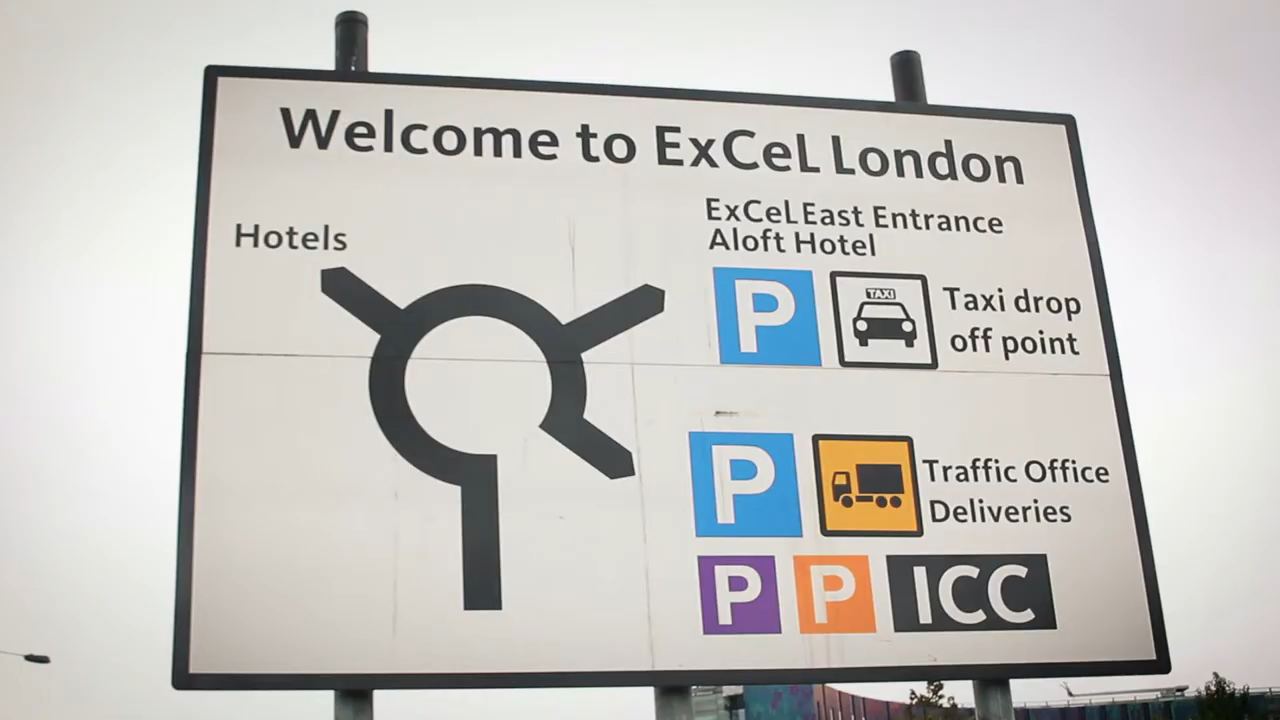 Welcome to ExCeL London
Hotels
ExCeL East Entrance
Aloft Hotel
P
TAXI
Taxi drop
off point
P
Traffic Office
Deliveries
P P ICC